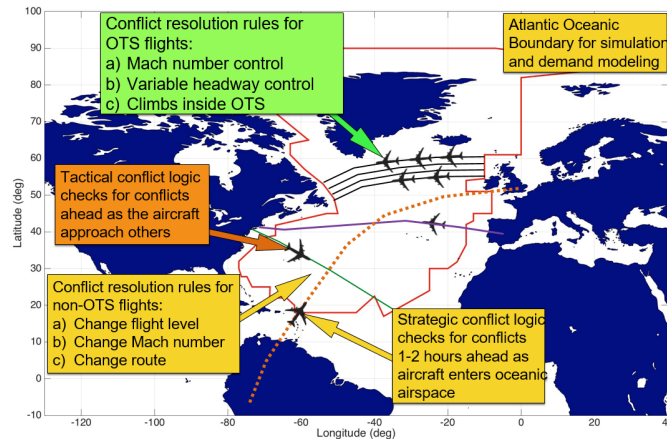 Conflict resolution rules for
OTS flights:
a) Mach number control
b) Variable headway control
c) Climbs inside OTS
Atlantic Oceanic
Boundary for simulation
and demand modeling
Tactical conflict logic
checks for conflicts
ahead as the aircraft
approach others
Conflict resolution rules for
non-OTS flights:
a) Change flight level
b) Change Mach number
c) Change route
Strategic conflict logic
checks for conflicts
1-2 hours ahead as
aircraft enters oceanic
airspace
Latitude (deg)
100
90
80
70
60
50
40
30
20
10
0
-10
-120
-100
-80
-60
-40
-20
0
20
40
Longitude (deg)